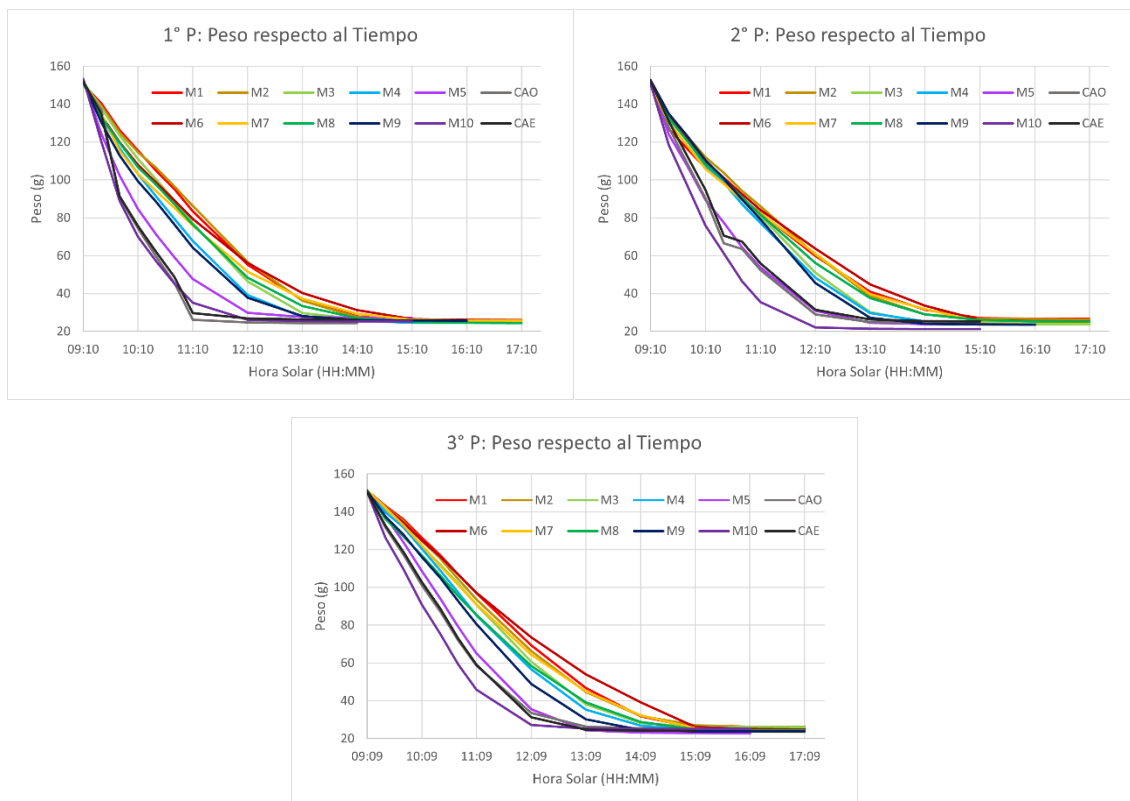 1° P: Peso respecto al Tiempo
160
140
120
100
80
60
40
20
Peso (g)
M1 M2 M3 M4 M5 CAO
M6 M7 M8 M9 M10 CAE
09:10 10:10 11:10 12:10 13:10 14:10 15:10 16:10 17:10
Hora Solar (HH:MM)
2° P: Peso respecto al Tiempo
160
140
120
100
80
60
40
20
Peso (g)
M1 M2 M3 M4 M5 CAO
M6 M7 M8 M9 M10 CAE
09:10 10:10 11:10 12:10 13:10 14:10 15:10 16:10 17:10
Hora Solar (HH:MM)
3° P: Peso respecto al Tiempo
160
140
120
100
80
60
40
20
Peso (g)
M1 M2 M3 M4 M5 CAO
M6 M7 M8 M9 M10 CAE
09:09 10:09 11:09 12:09 13:09 14:09 15:09 16:09 17:09
Hora Solar (HH:MM)